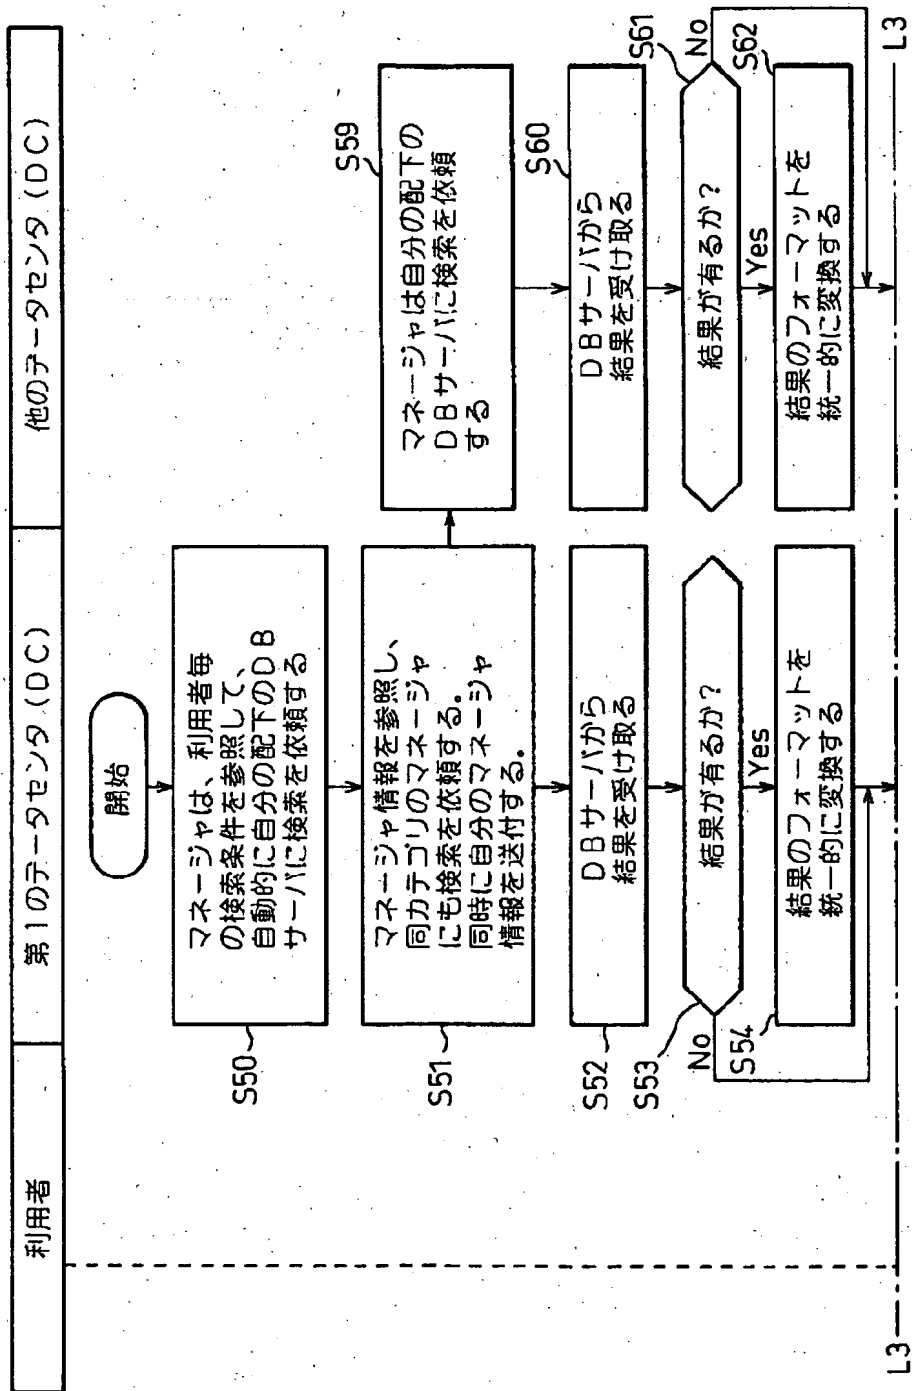 利用者
第1のデータセンタ(DC)
他のデータセンタ(DC)
開始
マネージャは、利用者毎
の検索条件を参照して、
自動的に自分の配下のDB
サーバに検索を依頼する
S50
マネージャ情報を参照し、
同カテゴリのマネージャ
にも検索を依頼する。
同時に自分のマネージャ
情報を送付する。
S51
DBサーバから
結果を受け取る
S52
結果が有るか?
S53
No
Yes
結果のフォーマットを
統一的に変換する
S54
マネージャは自分の配下の
DBサーバに検索を依頼
する
S59
DBサーバから
結果を受け取る
S60
結果が有るか?
S61
No
Yes
結果のフォーマットを
統一的に変換する
S62
L3
L3